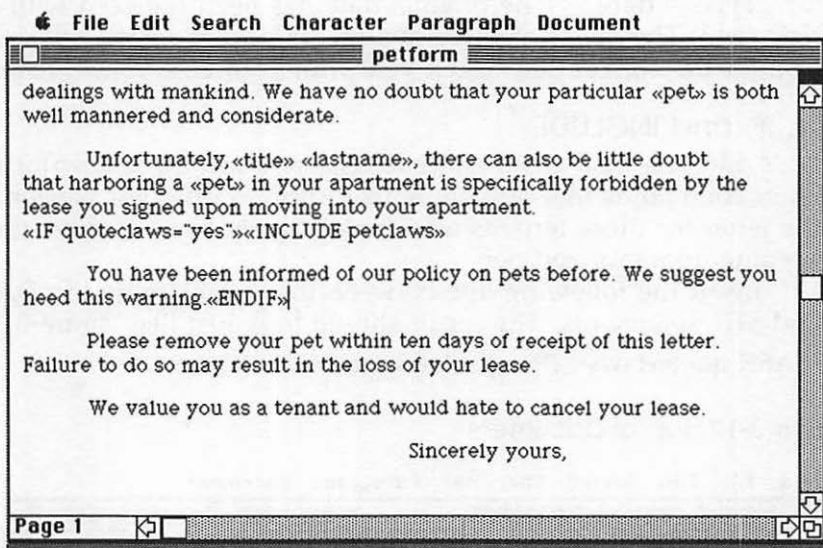 File Edit Search Character Paragraph Document
petform
dealings with mankind. We have no doubt that your particular «pet» is both
well mannered and considerate.
Unfortunately,«title» «lastname», there can also be little doubt
that harboring a «pet» in your apartment is specifically forbidden by the
lease you signed upon moving into your apartment.
«IF quoteclaws="yes"»«INCLUDE petclaws»
You have been informed of our policy on pets before. We suggest you
heed this warning.«ENDIF»
Please remove your pet within ten days of receipt of this letter.
Failure to do so may result in the loss of your lease.
We value you as a tenant and would hate to cancel your lease.
Sincerely yours,
Page 1